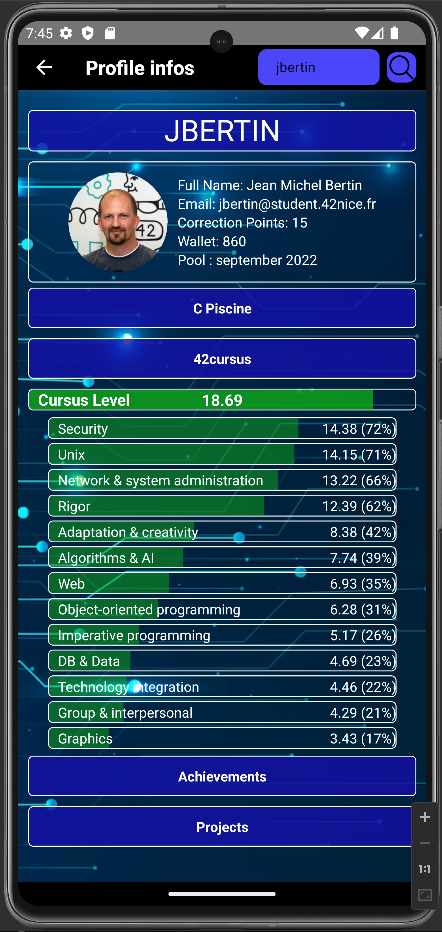 7:45
Profile infos
jbertin
JBERTIN
42
Full Name: Jean Michel Bertin
Email: jbertin@student.42nice.fr
Correction Points: 15
Wallet: 860
Pool : september 2022
C Piscine
42cursus
Cursus Level 18.69
Security 14.38 (72%)
Unix 14.15 (71%)
Network & system administration 13.22 (66%)
Rigor 12.39 (62%)
Adaptation & creativity 8.38 (42%)
Algorithms & AI 7.74 (39%)
Web 6.93 (35%)
Object-oriented programming 6.28 (31%)
Imperative programming 5.17 (26%)
DB & Data 4.69 (23%)
Technology integration 4.46 (22%)
Group & interpersonal 4.29 (21%)
Graphics 3.43 (17%)
Achievements
Projects
1:1